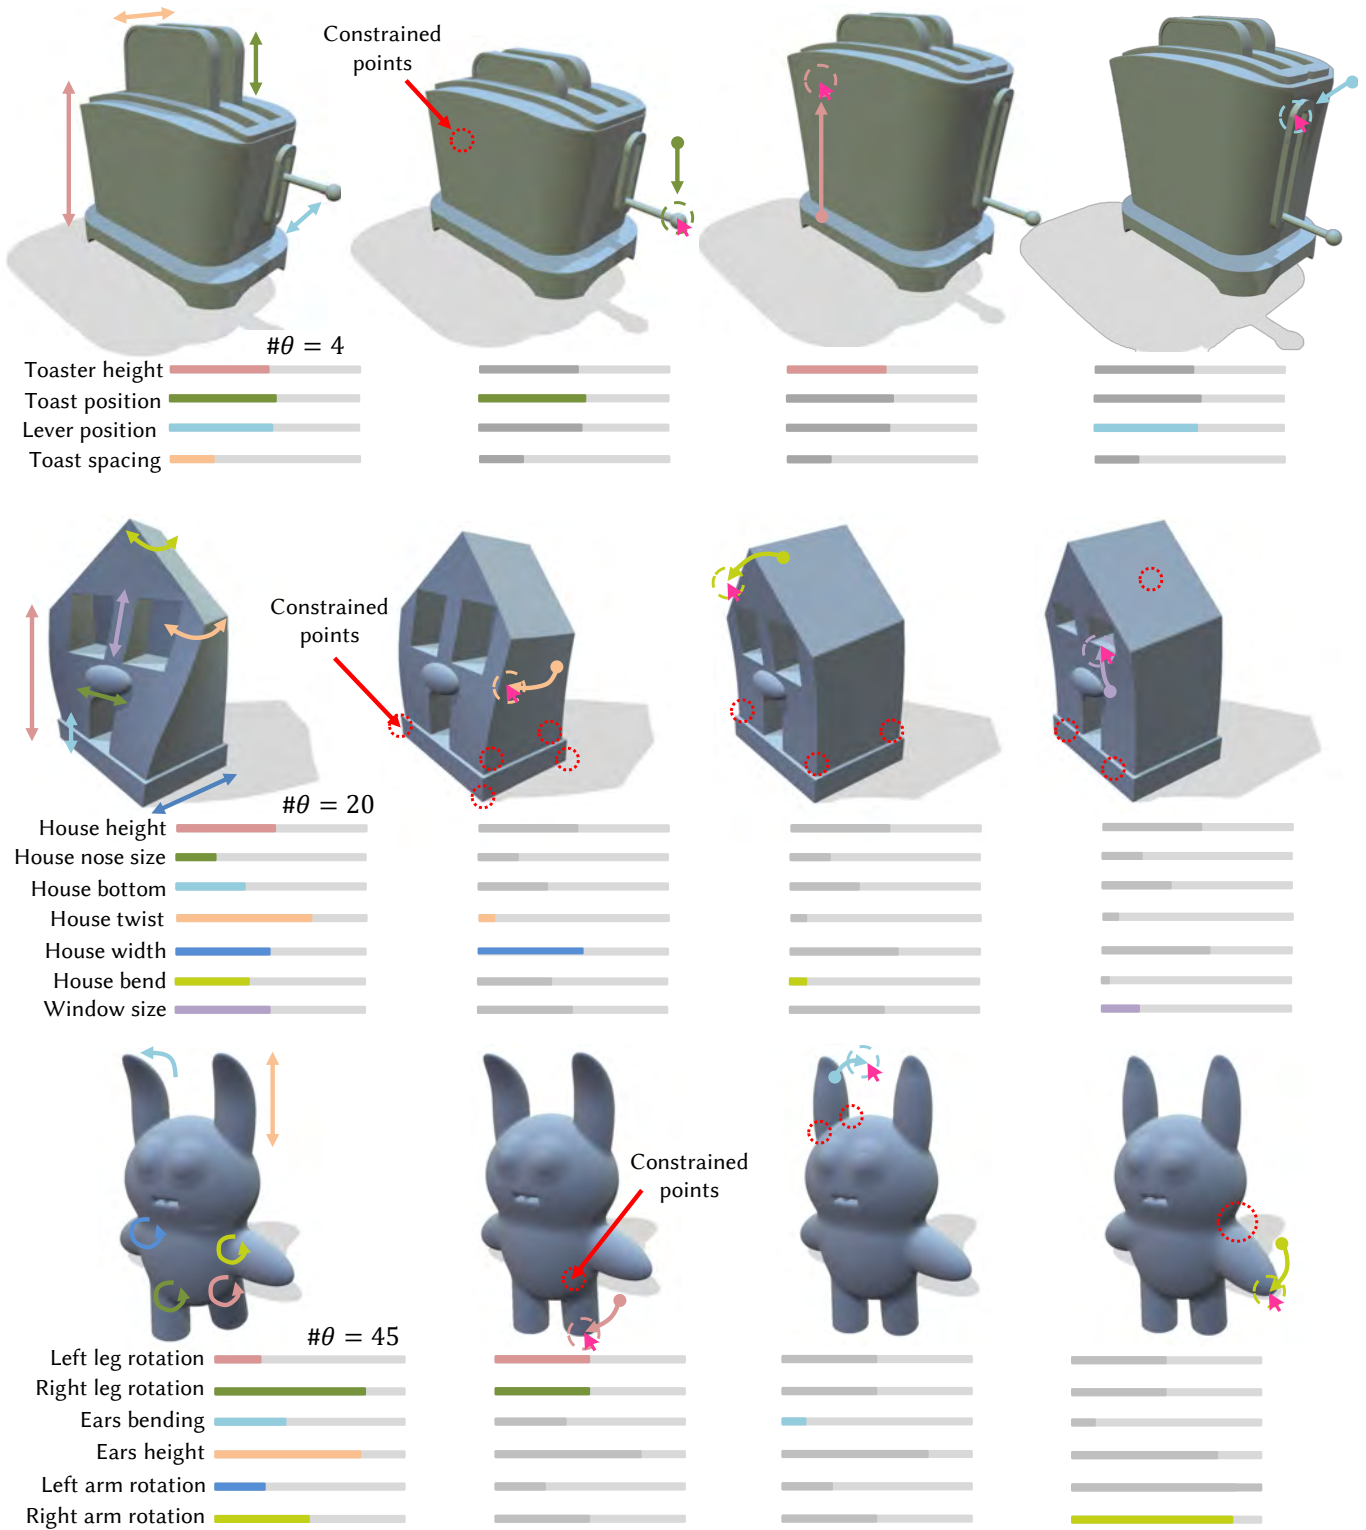 Constrained
points
#θ = 4
Toaster height
Toast position
Lever position
Toast spacing
Constrained
points
#θ = 20
House height
House nose size
House bottom
House twist
House width
House bend
Window size
Constrained
points
#θ = 45
Left leg rotation
Right leg rotation
Ears bending
Ears height
Left arm rotation
Right arm rotation